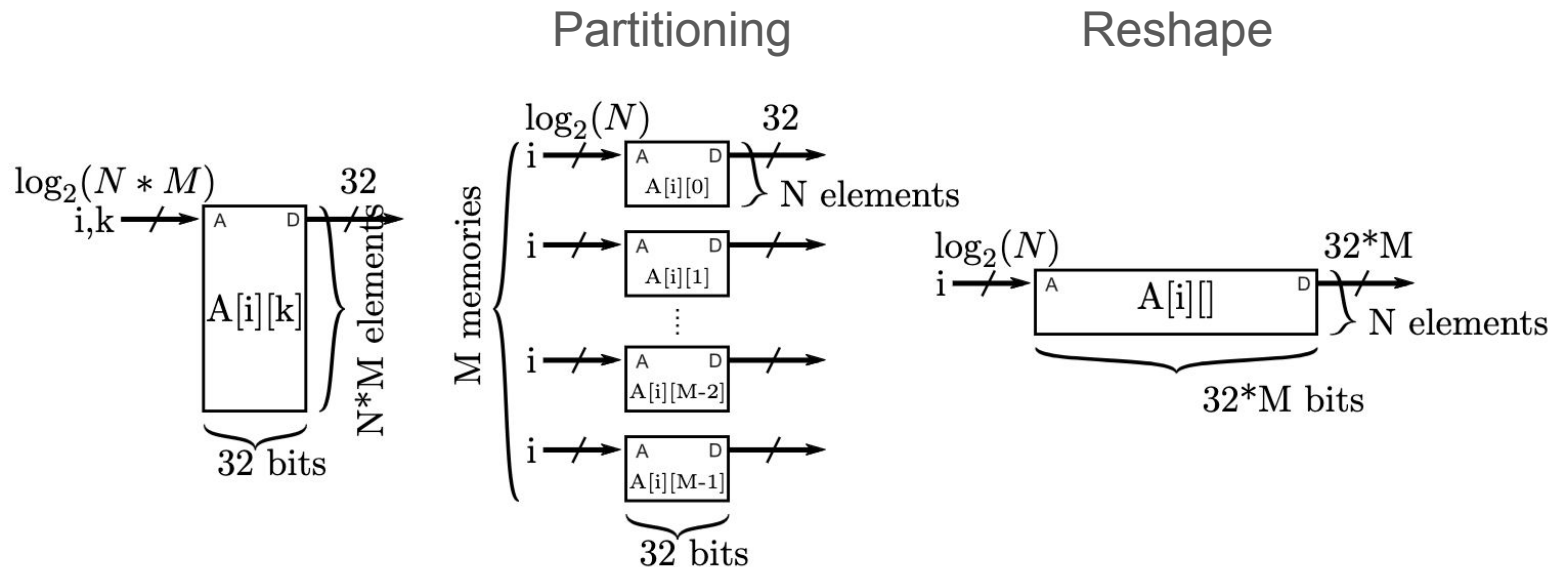 Partitioning
Reshape
log₂(N * M)
i,k
A
D
32
A[i][k]
N*M elements
32 bits
M memories
log₂(N)
i
A
D
32
A[i][0]
N elements
i
A
D
A[i][1]
⋮
i
A
D
A[i][M-2]
i
A
D
A[i][M-1]
32 bits
log₂(N)
i
A
D
A[i][]
32*M
N elements
32*M bits